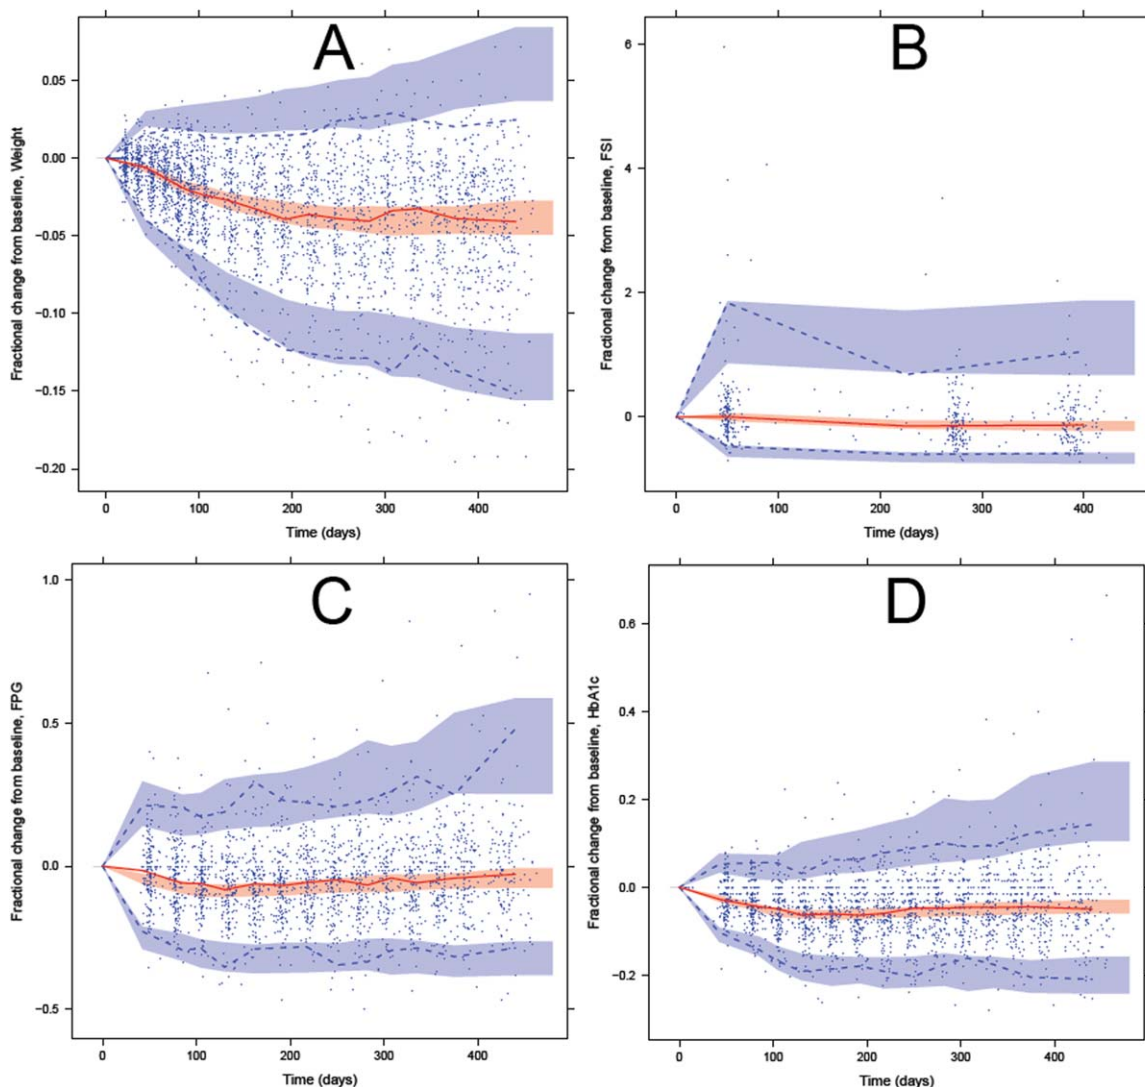 A
Fractional change from baseline, Weight
0.05
0.00
−0.05
−0.10
−0.15
−0.20
0 100 200 300 400
Time (days)
B
Fractional change from baseline, FSI
6
4
2
0
0 100 200 300 400
Time (days)
C
Fractional change from baseline, FPG
1.0
0.5
0.0
−0.5
0 100 200 300 400
Time (days)
D
Fractional change from baseline, HbA1c
0.6
0.4
0.2
0.0
−0.2
0 100 200 300 400
Time (days)